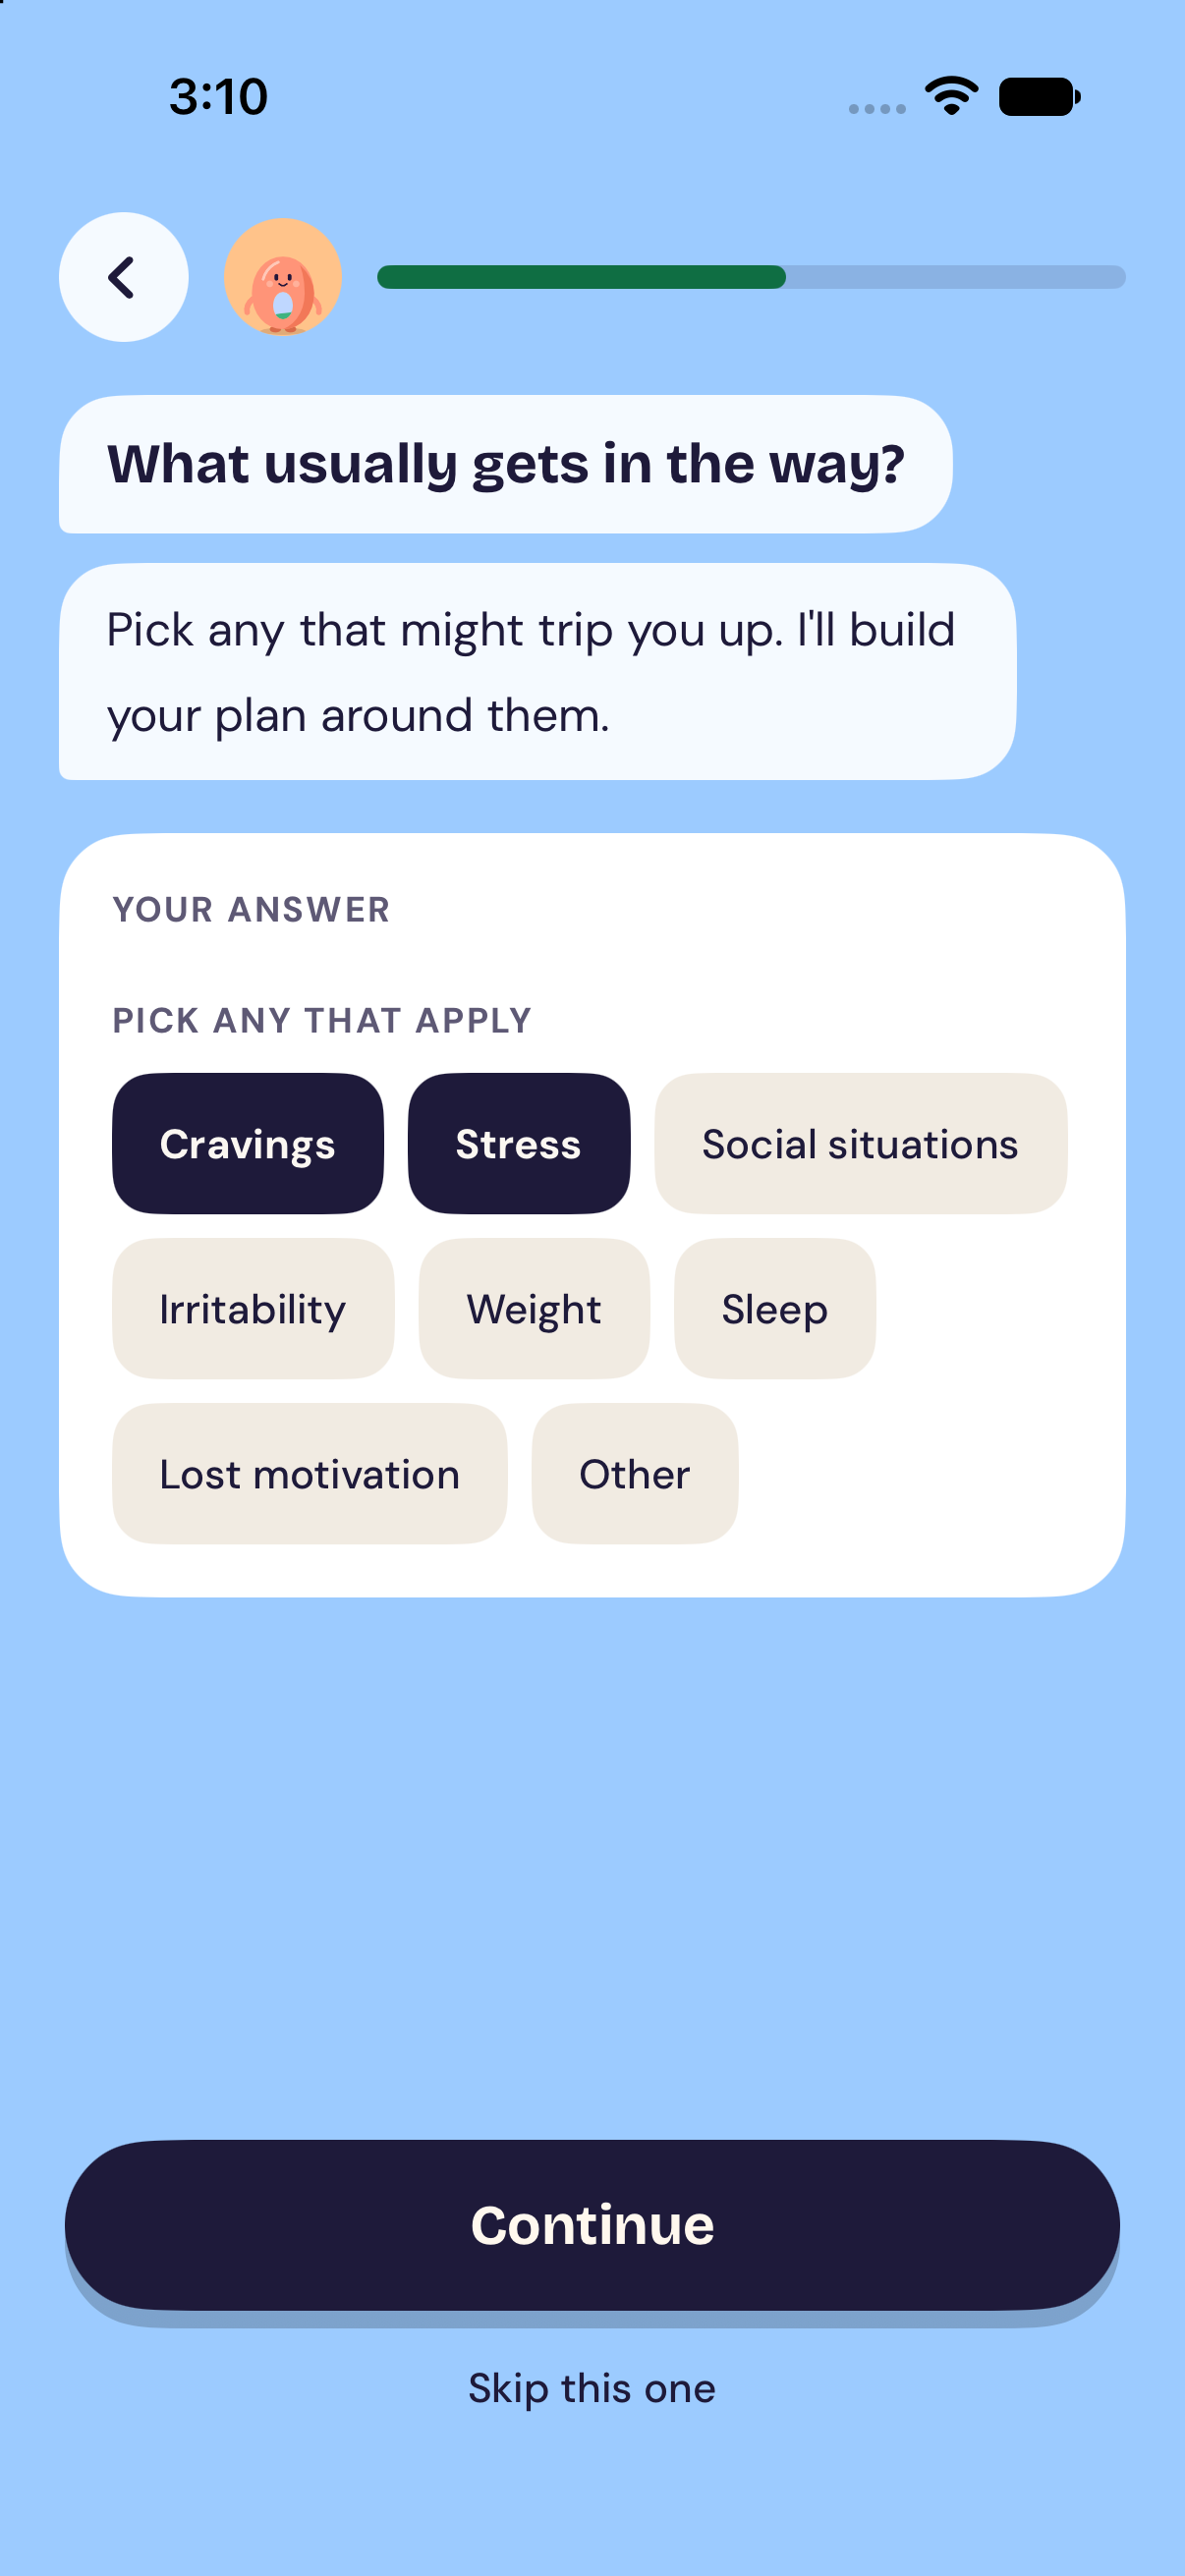 3:10
What usually gets in the way?
Pick any that might trip you up. I'll build
your plan around them.
YOUR ANSWER
PICK ANY THAT APPLY
Cravings Stress Social situations
Irritability Weight Sleep
Lost motivation Other
Continue
Skip this one